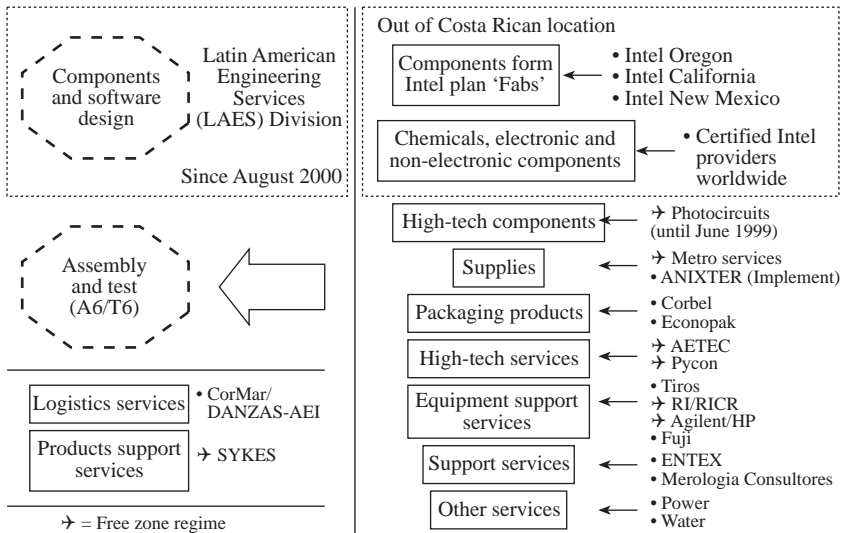 Components
and software
design
Latin American
Engineering
Services
(LAES) Division
Since August 2000
Assembly
and test
(A6/T6)
Logistics services
• CorMar/
DANZAS-AEI
Products support
services
✈ SYKES
✈ = Free zone regime
Out of Costa Rican location
Components form
Intel plan ‘Fabs’
• Intel Oregon
• Intel California
• Intel New Mexico
Chemicals, electronic and
non-electronic components
• Certified Intel
providers
worldwide
High-tech components
✈ Photocircuits
(until June 1999)
Supplies
✈ Metro services
• ANIXTER (Implement)
Packaging products
• Corbel
• Econopak
High-tech services
✈ AETEC
✈ Pycon
Equipment support
services
• Tiros
✈ RI/RICR
✈ Agilent/HP
• Fuji
Support services
• ENTEX
• Merologia Consultores
Other services
• Power
• Water